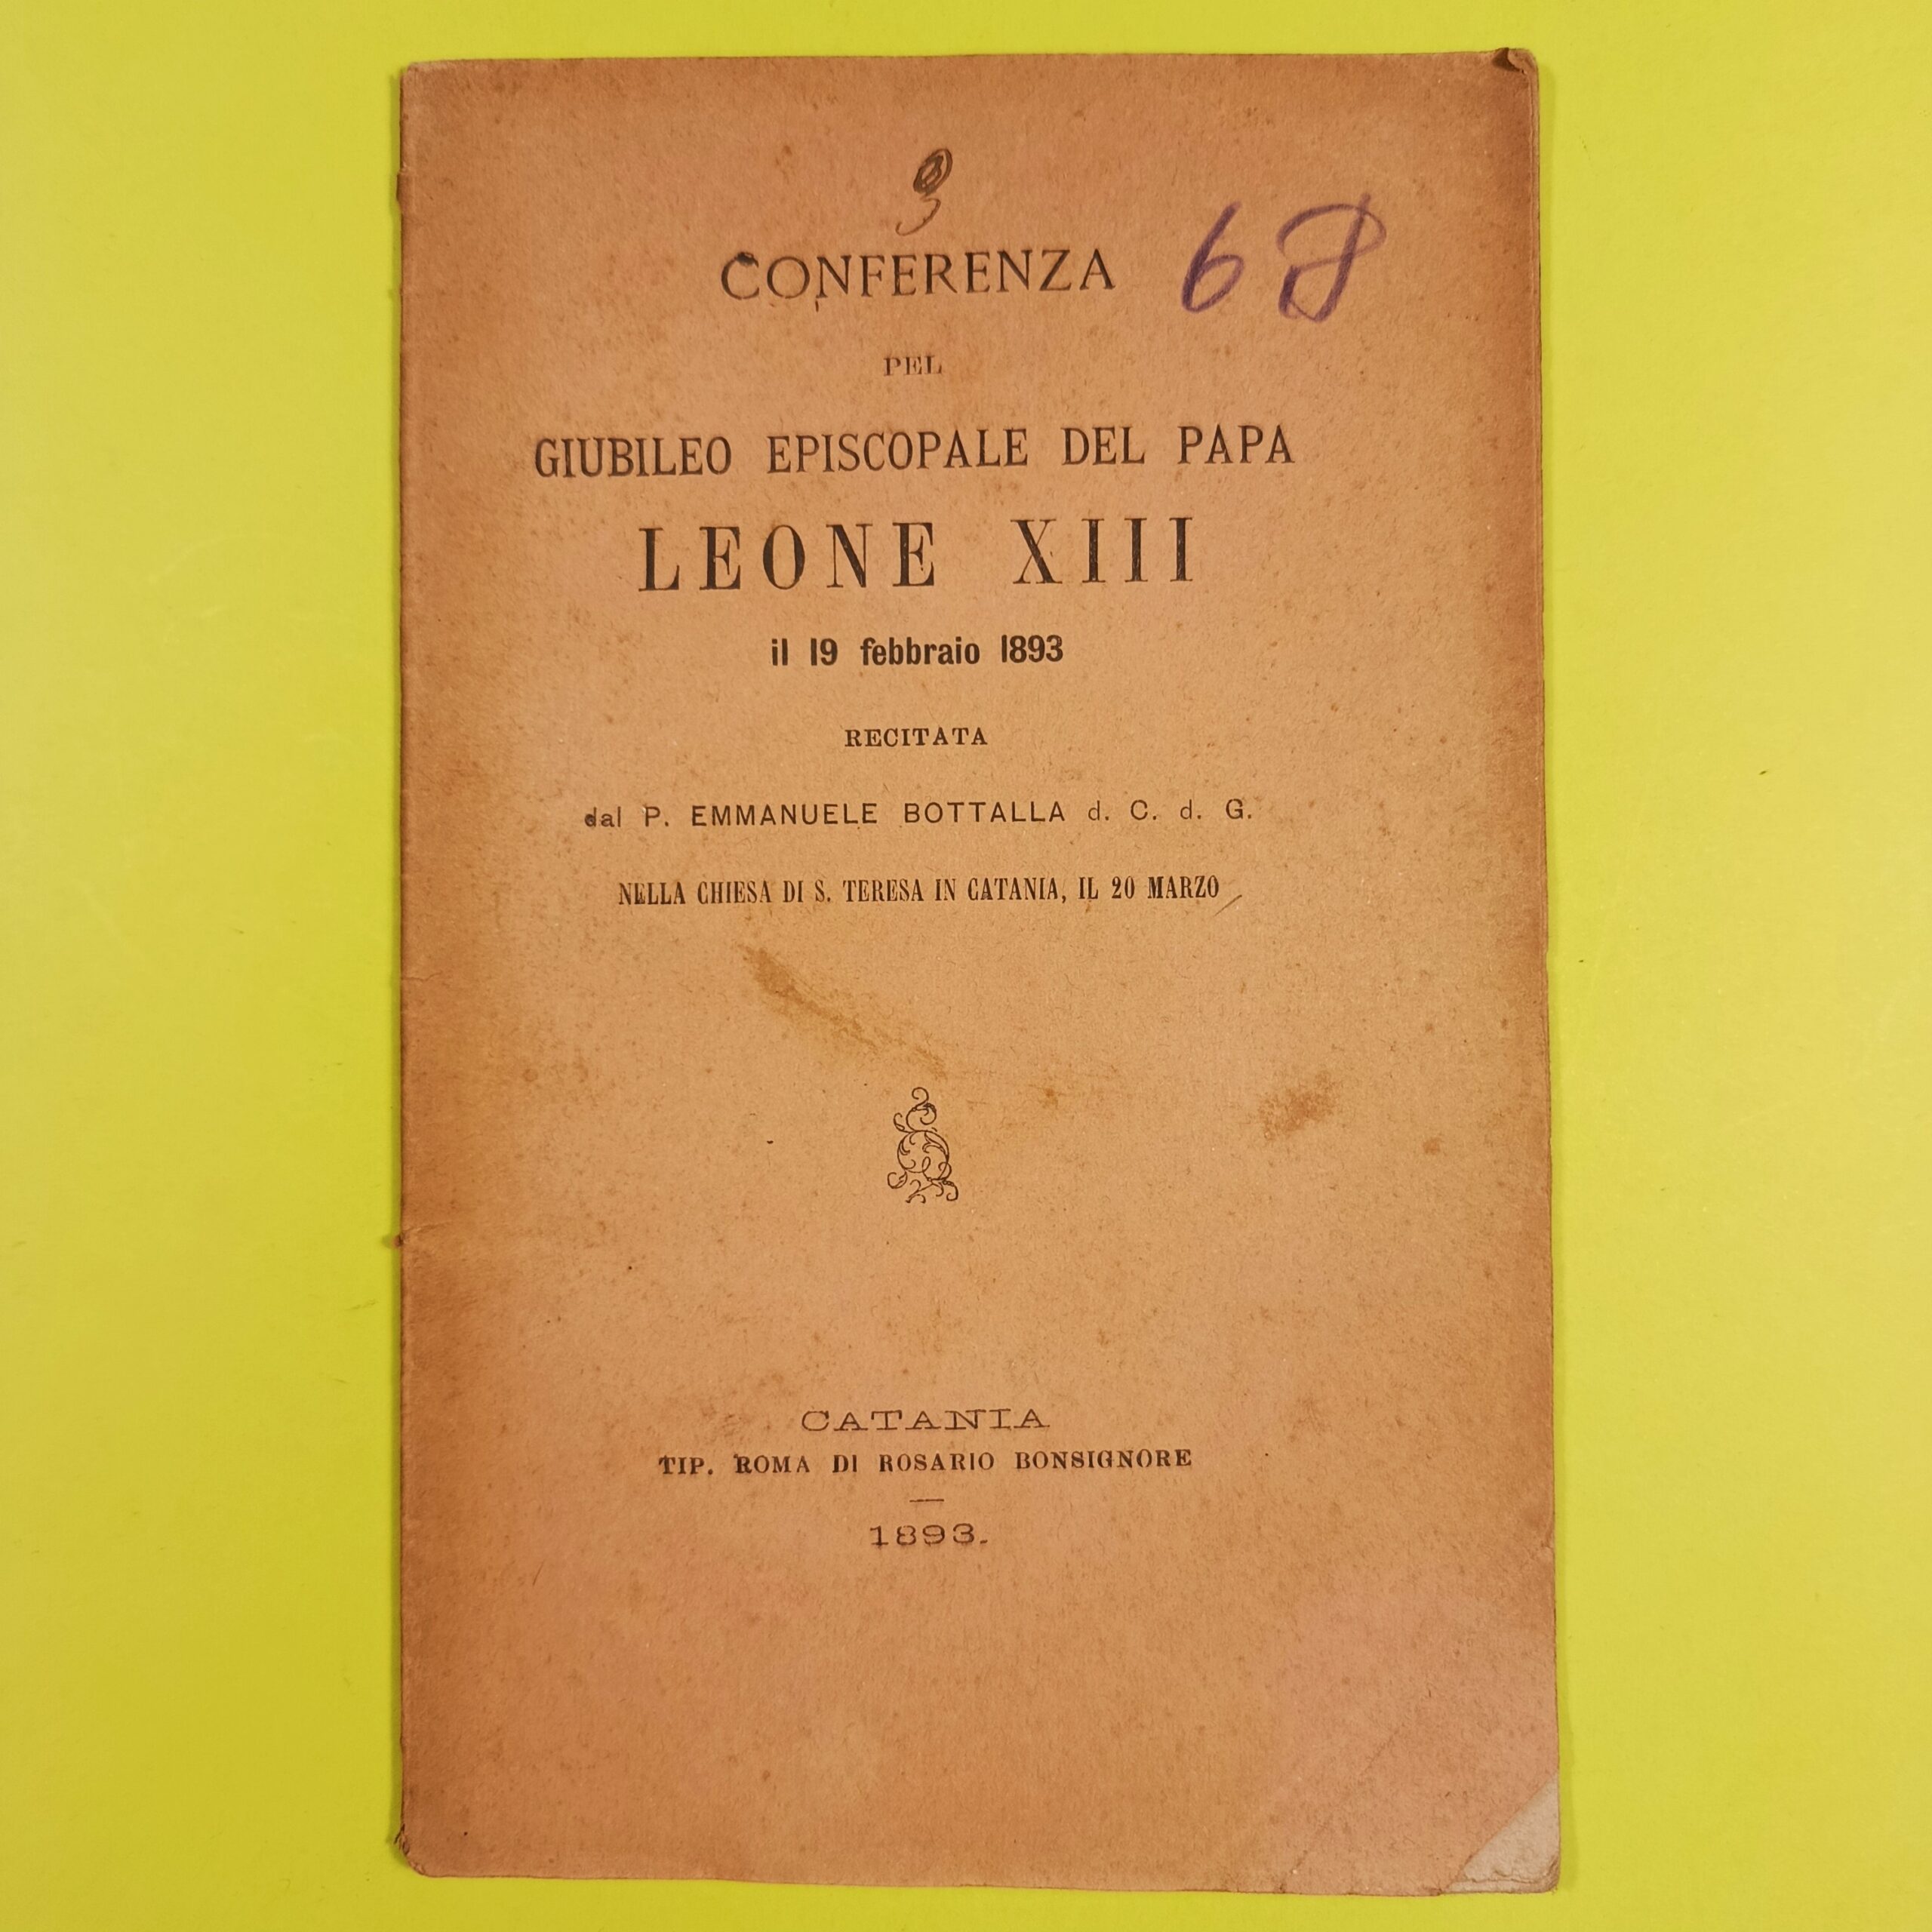 3
CONFERENZA
68
PEL
GIUBILEO EPISCOPALE DEL PAPA
LEONE XIII
il 19 febbraio 1893
RECITATA
dal P. EMMANUELE BOTTALLA d. C. d. G.
NELLA CHIESA DI S. TERESA IN CATANIA, IL 20 MARZO
CATANIA
TIP. ROMA DI ROSARIO BONSIGNORE
1893.